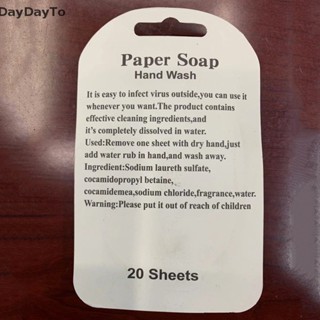 DayDayTo
Paper Soap
Hand Wash
It is easy to infect virus outside,you can use it
whenever you want.The product contains
effective cleaning ingredients,and
it's completely dissolved in water.
Used:Remove one sheet with dry hand,just
add water rub in hand,and wash away.
Ingredient:Sodium laureth sulfate,
cocamidopropyl betaine,
cocamidemea,sodium chloride,fragrance,water.
Warning:Please put it out of reach of children
20 Sheets